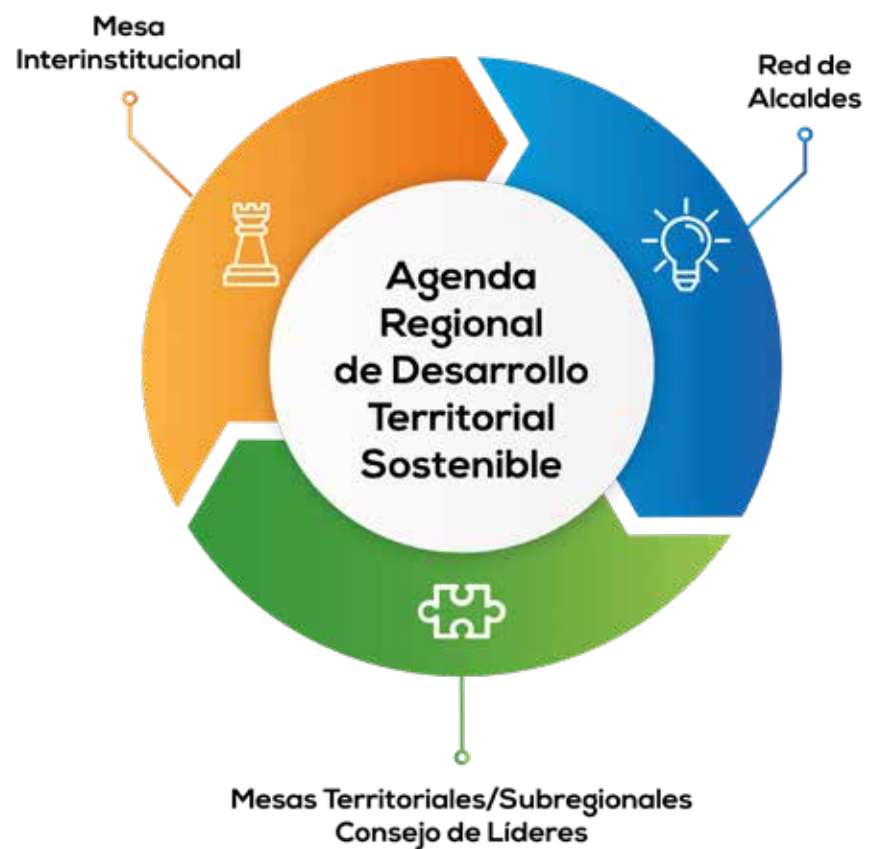 Mesa
Interinstitucional
Red de
Alcaldes
Agenda
Regional
de Desarrollo
Territorial
Sostenible
Mesas Territoriales/Subregionales
Consejo de Líderes